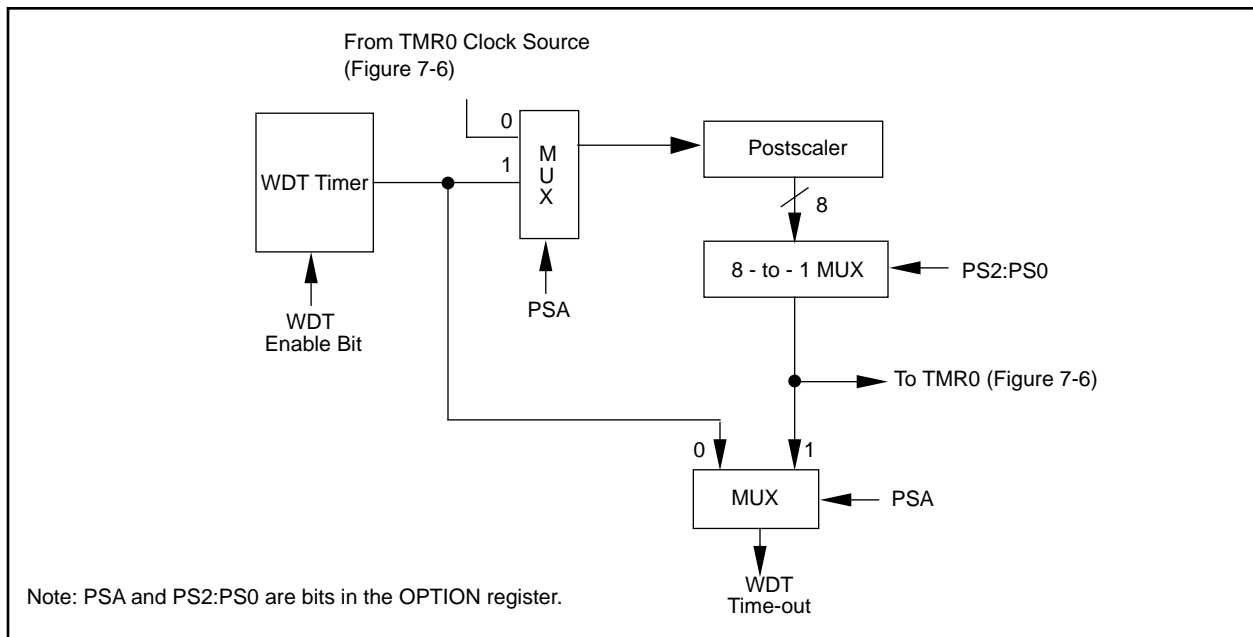 From TMR0 Clock Source
(Figure 7-6)
0
1
M
U
X
WDT Timer
Postscaler
8
8 - to - 1 MUX
PS2:PS0
PSA
WDT
Enable Bit
To TMR0 (Figure 7-6)
0
1
MUX
PSA
WDT
Time-out
Note: PSA and PS2:PS0 are bits in the OPTION register.